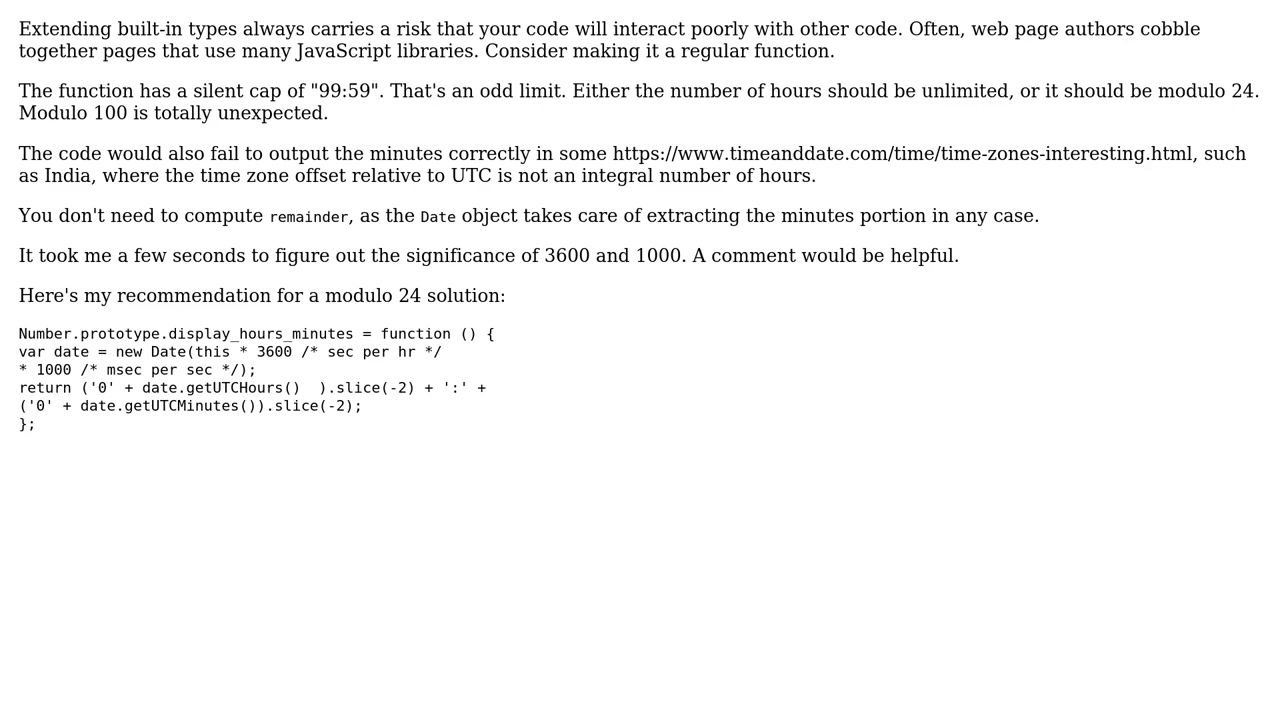 Extending built-in types always carries a risk that your code will interact poorly with other code. Often, web page authors cobble
together pages that use many JavaScript libraries. Consider making it a regular function.
The function has a silent cap of "99:59". That's an odd limit. Either the number of hours should be unlimited, or it should be modulo 24.
Modulo 100 is totally unexpected.
The code would also fail to output the minutes correctly in some https://www.timeanddate.com/time/time-zones-interesting.html, such
as India, where the time zone offset relative to UTC is not an integral number of hours.
You don't need to compute remainder, as the Date object takes care of extracting the minutes portion in any case.
It took me a few seconds to figure out the significance of 3600 and 1000. A comment would be helpful.
Here's my recommendation for a modulo 24 solution:
Number.prototype.display_hours_minutes = function () {
var date = new Date(this * 3600 /* sec per hr */
* 1000 /* msec per sec */);
return ('0' + date.getUTCHours()  ).slice(-2) + ':' +
('0' + date.getUTCMinutes()).slice(-2);
};